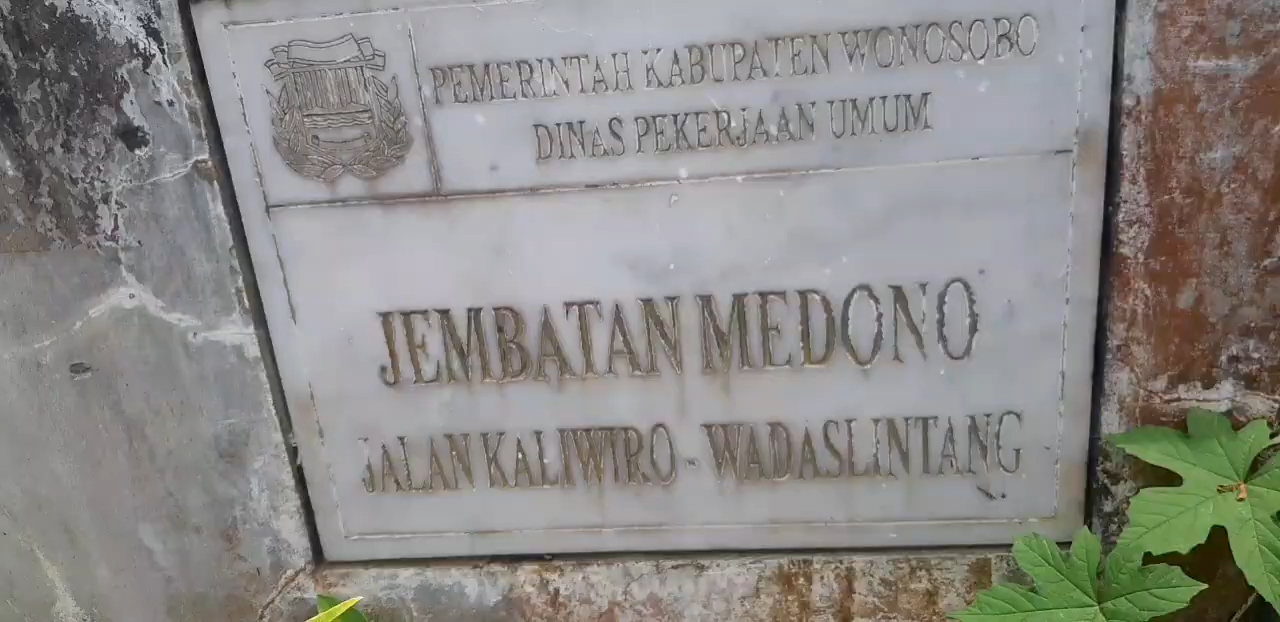 PEMERINTAH KABUPATEN WONOSOBO
DINAS PEKERJAAN UMUM
JEMBATAN MEDONO
JALAN KALIWIRO - WADASLINTANG